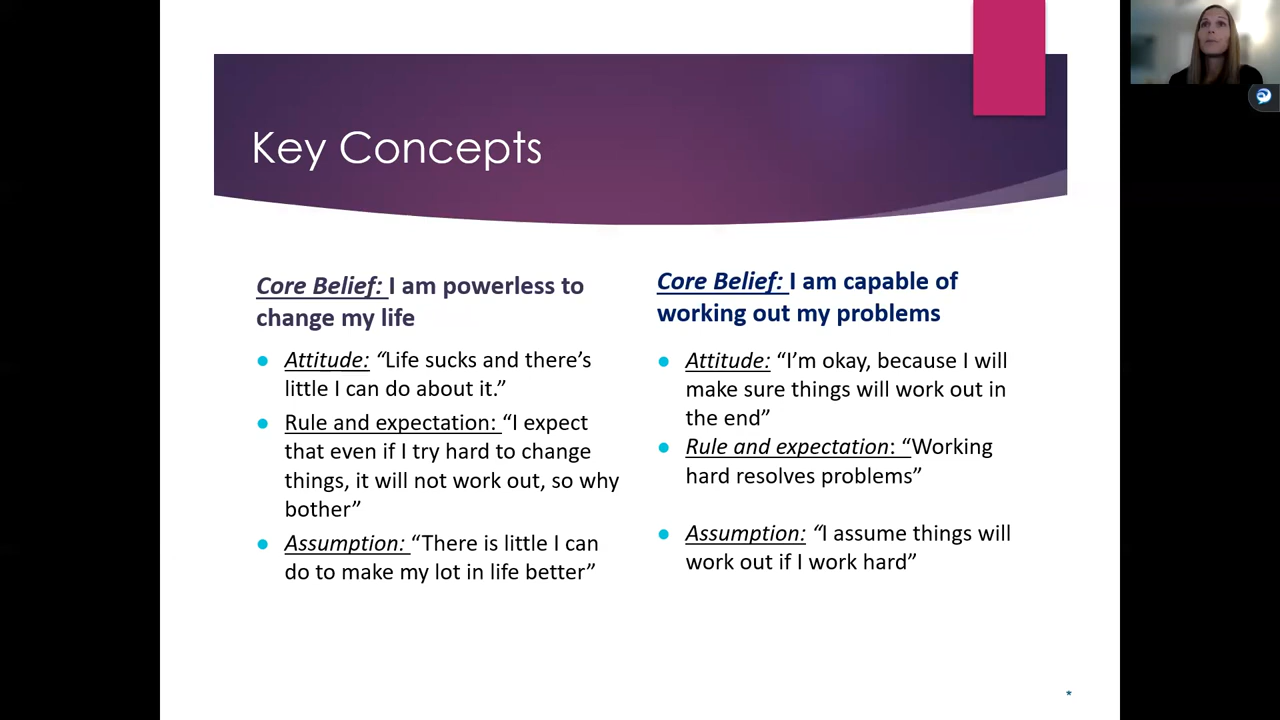 Key Concepts
Core Belief: I am powerless to
change my life
● Attitude: “Life sucks and there’s
little I can do about it.”
● Rule and expectation: “I expect
that even if I try hard to change
things, it will not work out, so why
bother”
● Assumption: “There is little I can
do to make my lot in life better”
Core Belief: I am capable of
working out my problems
● Attitude: “I’m okay, because I will
make sure things will work out in
the end”
● Rule and expectation: “Working
hard resolves problems”
● Assumption: “I assume things will
work out if I work hard”
*